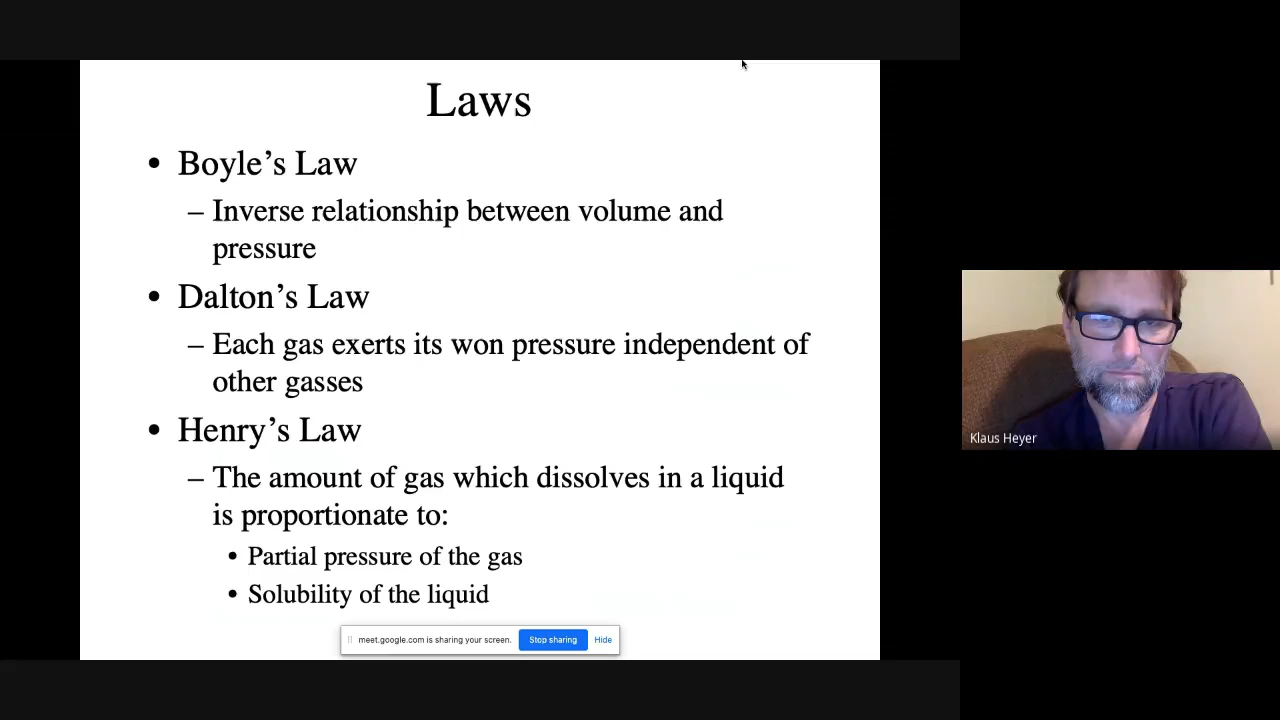 Laws
• Boyle’s Law
– Inverse relationship between volume and
pressure
• Dalton’s Law
– Each gas exerts its won pressure independent of
other gasses
• Henry’s Law
– The amount of gas which dissolves in a liquid
is proportionate to:
• Partial pressure of the gas
• Solubility of the liquid
meet.google.com is sharing your screen. Stop sharing Hide
Klaus Heyer